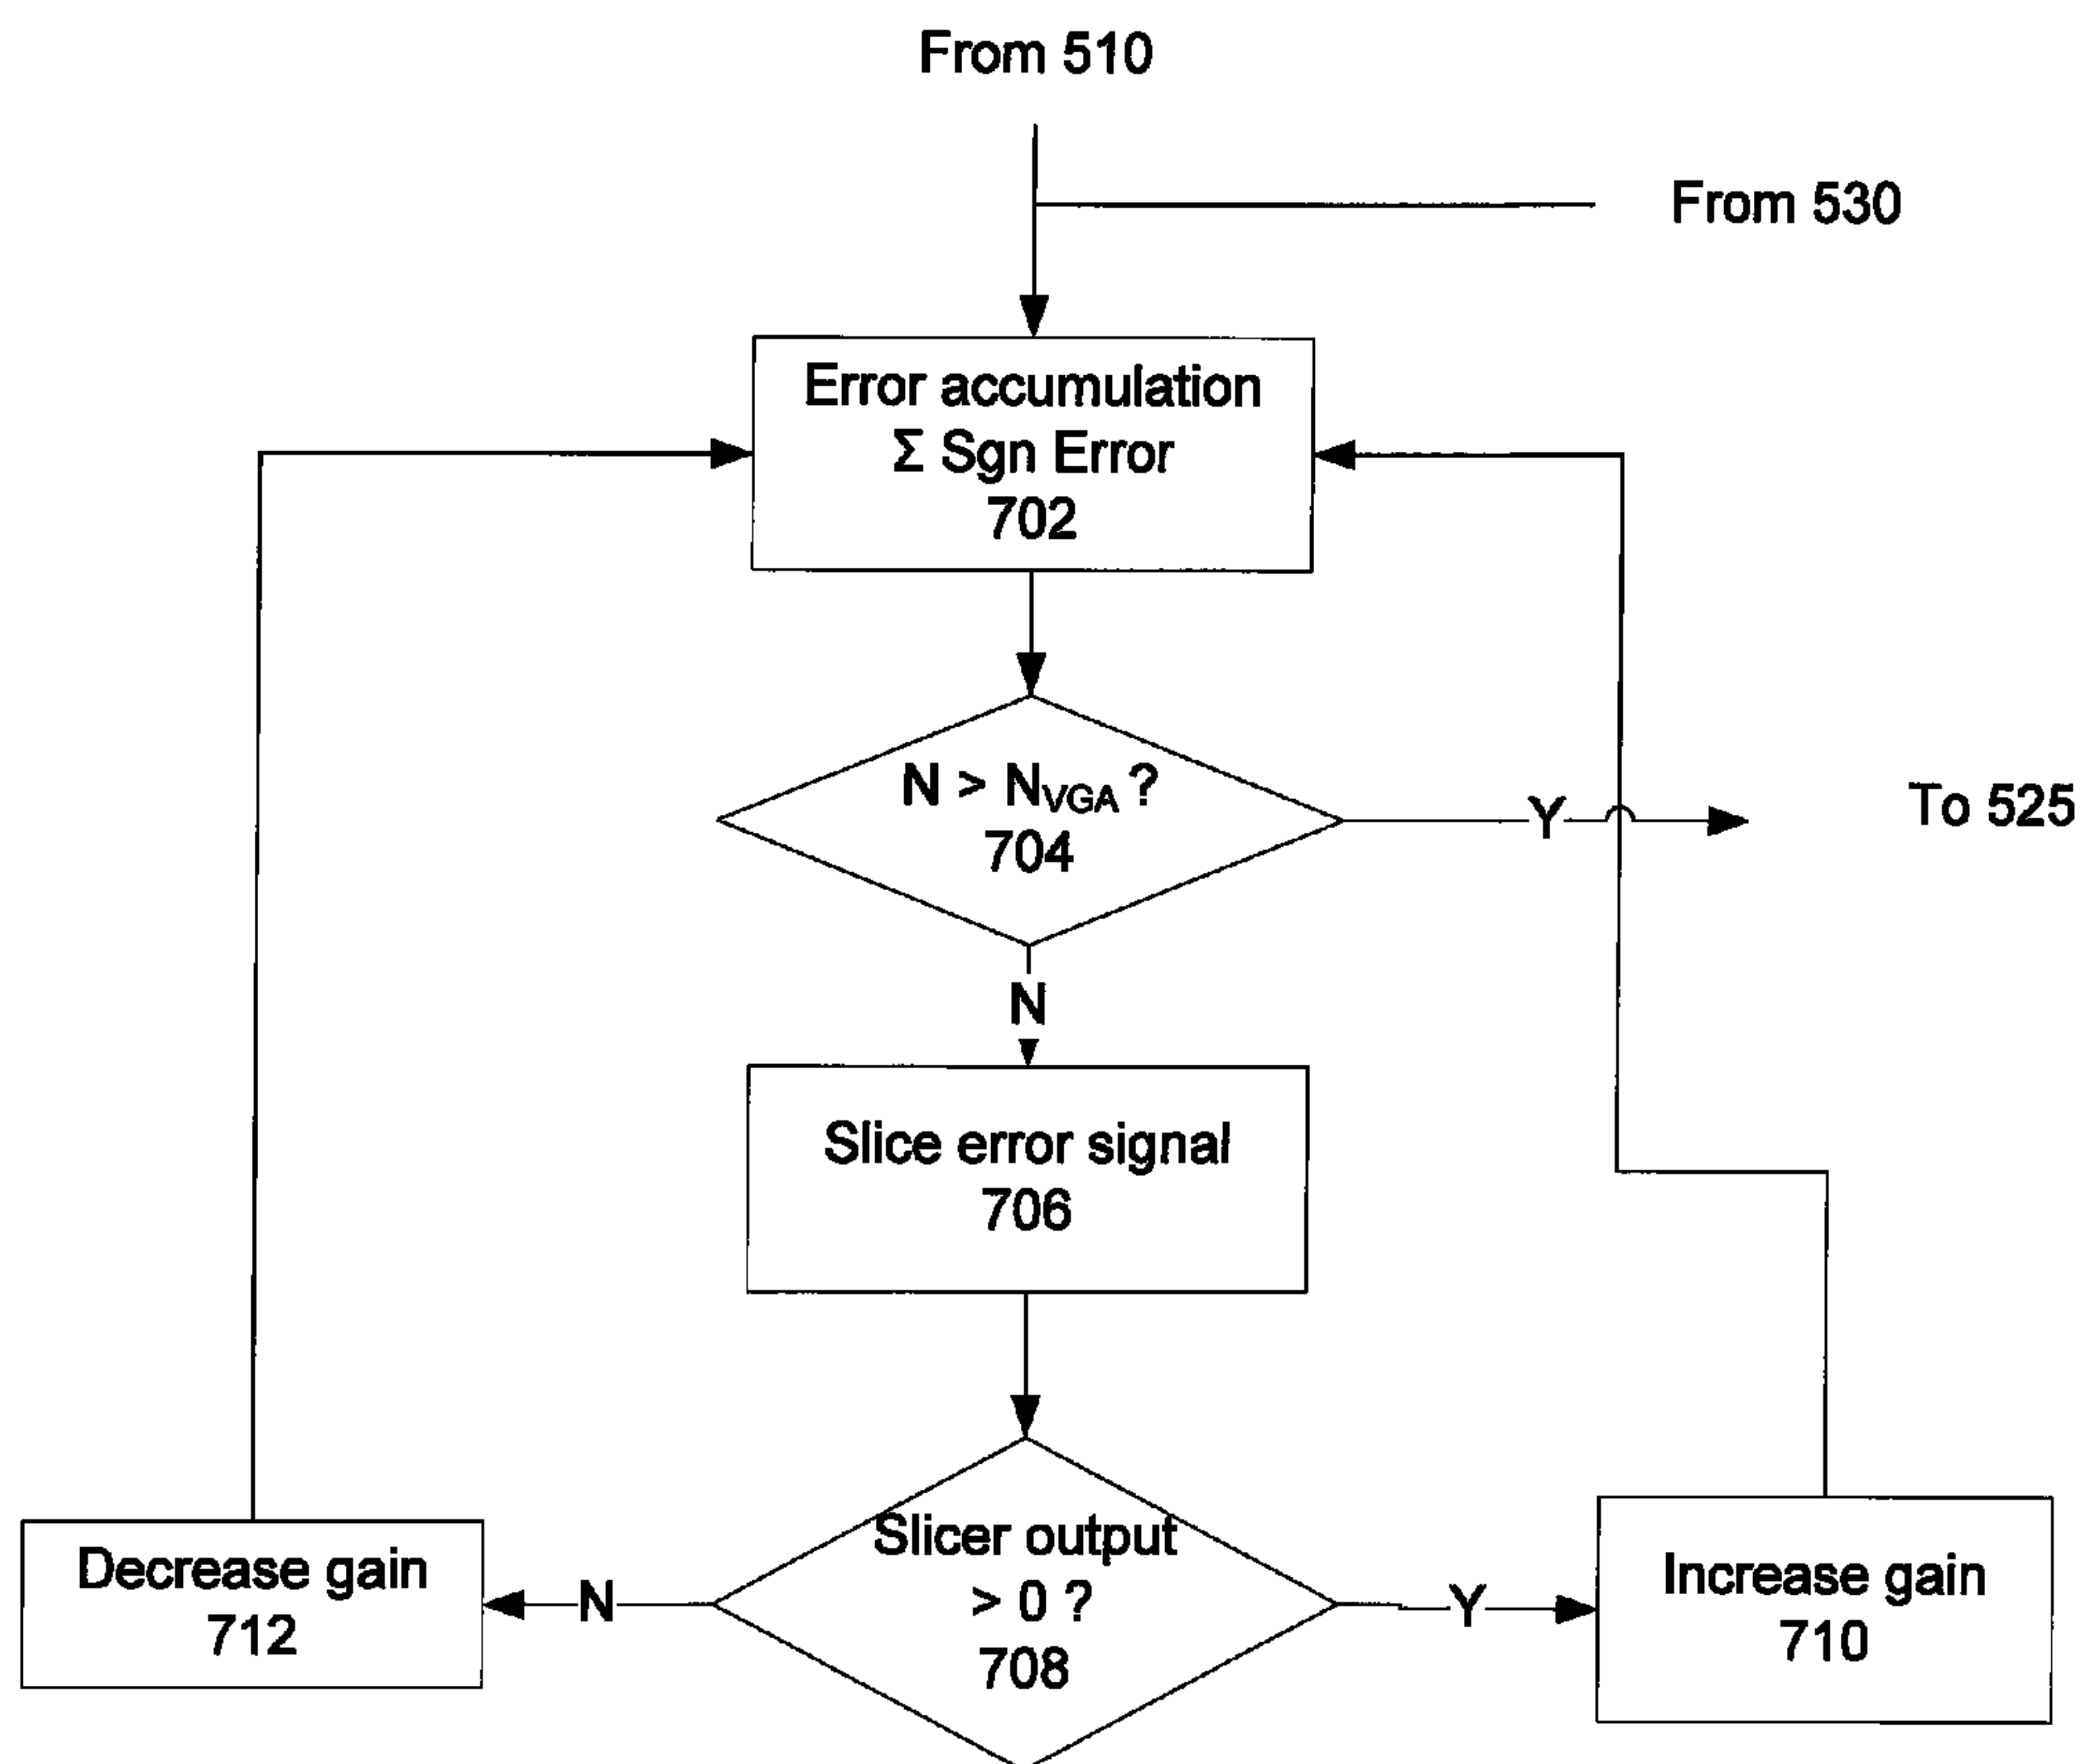 From 510
From 530
Error accumulation
Σ Sgn Error
702
N > NVGA ?
704
Y
To 525
N
Slice error signal
706
Slicer output
> 0 ?
708
N
Y
Decrease gain
712
Increase gain
710